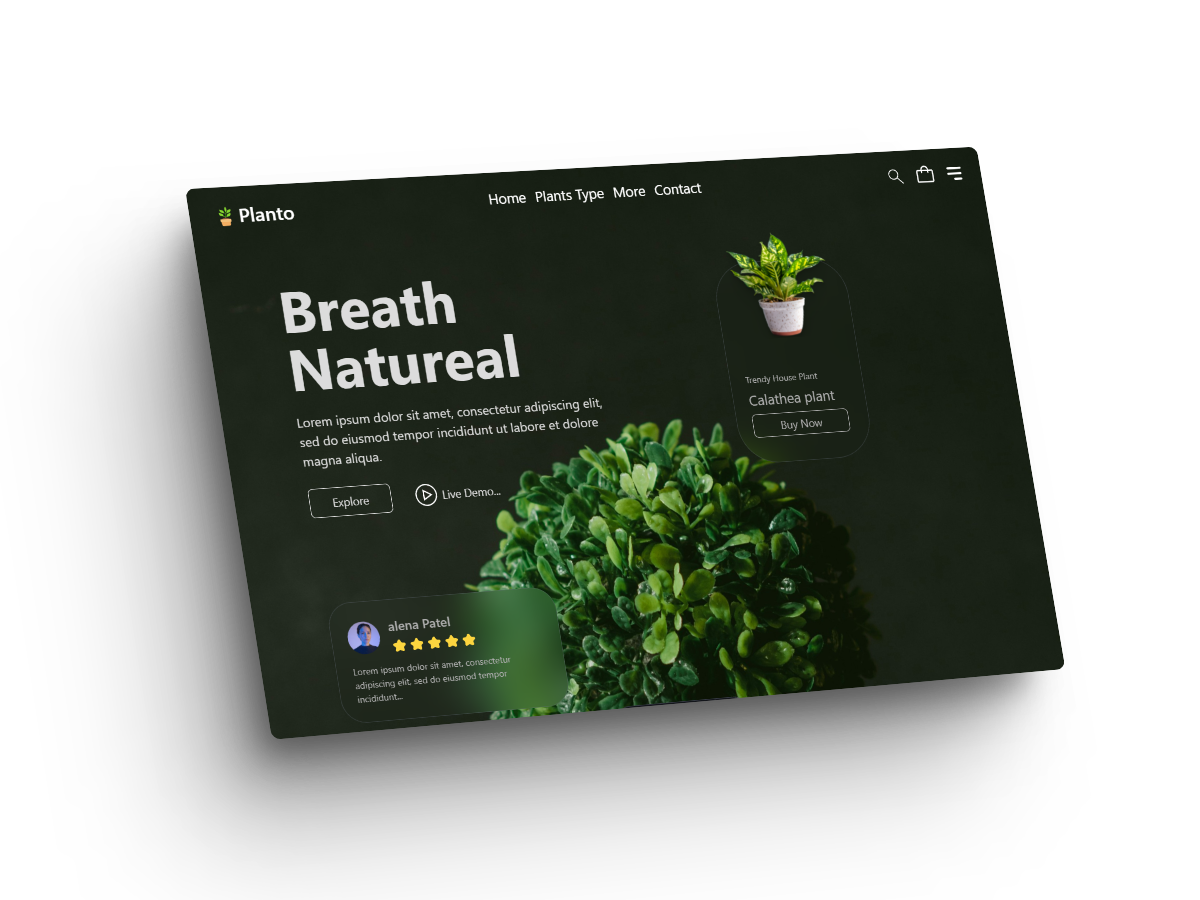 Planto
Home Plants Type More Contact
Breath
Natureal
Lorem ipsum dolor sit amet, consectetur adipiscing elit,
sed do eiusmod tempor incididunt ut labore et dolore
magna aliqua.
Explore
Live Demo...
Trendy House Plant
Calathea plant
Buy Now
alena Patel
Lorem ipsum dolor sit amet, consectetur
adipiscing elit, sed do eiusmod tempor
incididunt...